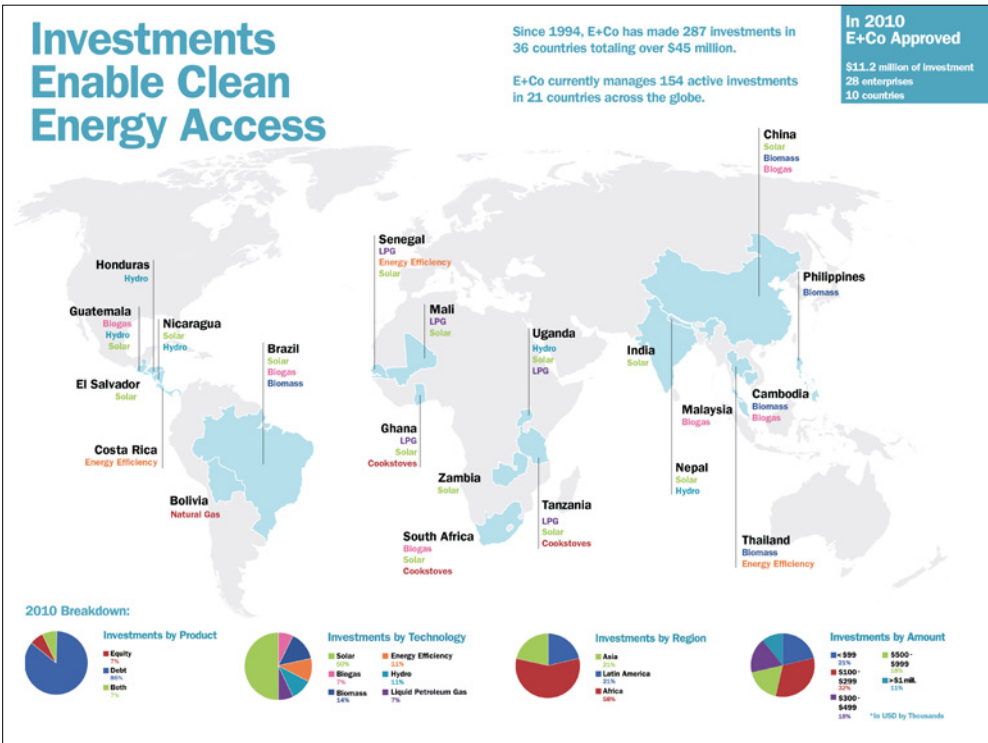 Investments
Enable Clean
Energy Access
Since 1994, E+Co has made 287 investments in
36 countries totaling over $45 million.
E+Co currently manages 154 active investments
in 21 countries across the globe.
In 2010
E+Co Approved
$11.2 million of investment
28 enterprises
10 countries
China
Solar
Biomass
Biogas
Senegal
LPG
Energy Efficiency
Solar
Honduras
Hydro
Philippines
Biomass
Guatemala
Biogas
Hydro
Solar
Nicaragua
Solar
Hydro
Mali
LPG
Solar
Uganda
Hydro
Solar
LPG
Brazil
Solar
Biogas
Biomass
India
Solar
El Salvador
Solar
Cambodia
Biomass
Biogas
Malaysia
Biogas
Ghana
LPG
Solar
Cookstoves
Costa Rica
Energy Efficiency
Nepal
Solar
Hydro
Zambia
Solar
Bolivia
Natural Gas
Tanzania
LPG
Solar
Cookstoves
South Africa
Biogas
Solar
Cookstoves
Thailand
Biomass
Energy Efficiency
2010 Breakdown:
Investments by Product
Equity
7%
Debt
86%
Both
7%
Investments by Technology
Solar
50%
Biogas
7%
Biomass
14%
Energy Efficiency
11%
Hydro
11%
Liquid Petroleum Gas
7%
Investments by Region
Asia
21%
Latin America
21%
Africa
58%
Investments by Amount
< $99
21%
$100-
$299
32%
$300-
$499
18%
$500-
$999
18%
>$1 mil.
11%
*In USD by Thousands